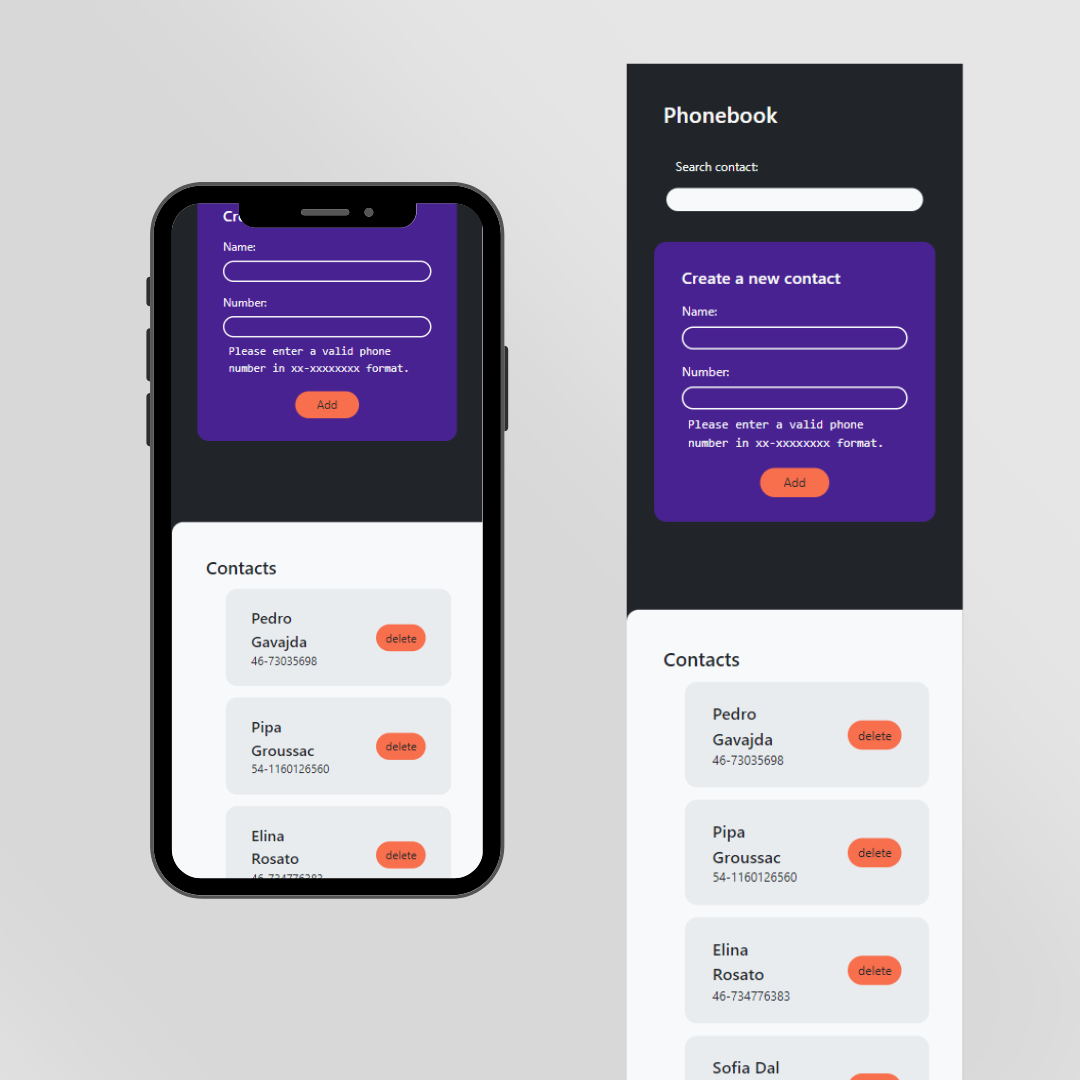 Cr
Name:
Number:
Please enter a valid phone
number in xx-xxxxxxxx format.
Add
Contacts
Pedro
Gavajda
46-73035698
delete
Pipa
Groussac
54-1160126560
delete
Elina
Rosato
46-734776383
delete
Phonebook
Search contact:
Create a new contact
Name:
Number:
Please enter a valid phone
number in xx-xxxxxxxx format.
Add
Contacts
Pedro
Gavajda
46-73035698
delete
Pipa
Groussac
54-1160126560
delete
Elina
Rosato
46-734776383
delete
Sofia Dal